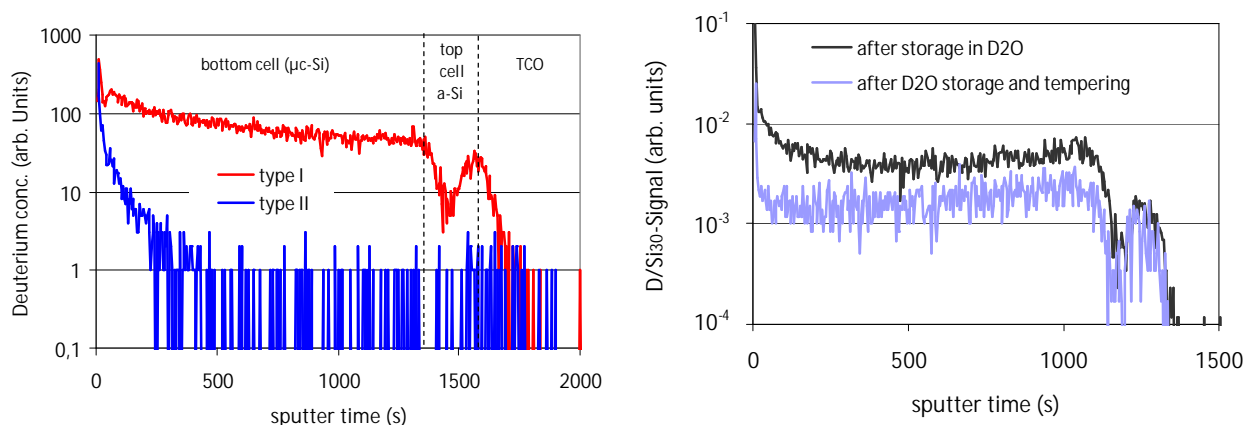 Deuterium conc. (arb. Units)
1000
100
10
1
0,1
bottom cell (µc-Si)
top
cell
a-Si
TCO
type I
type II
0
500
1000
1500
2000
sputter time (s)
D/Si30-Signal (arb. units)
10-1
10-2
10-3
10-4
after storage in D2O
after D2O storage and tempering
0
500
1000
1500
sputter time (s)